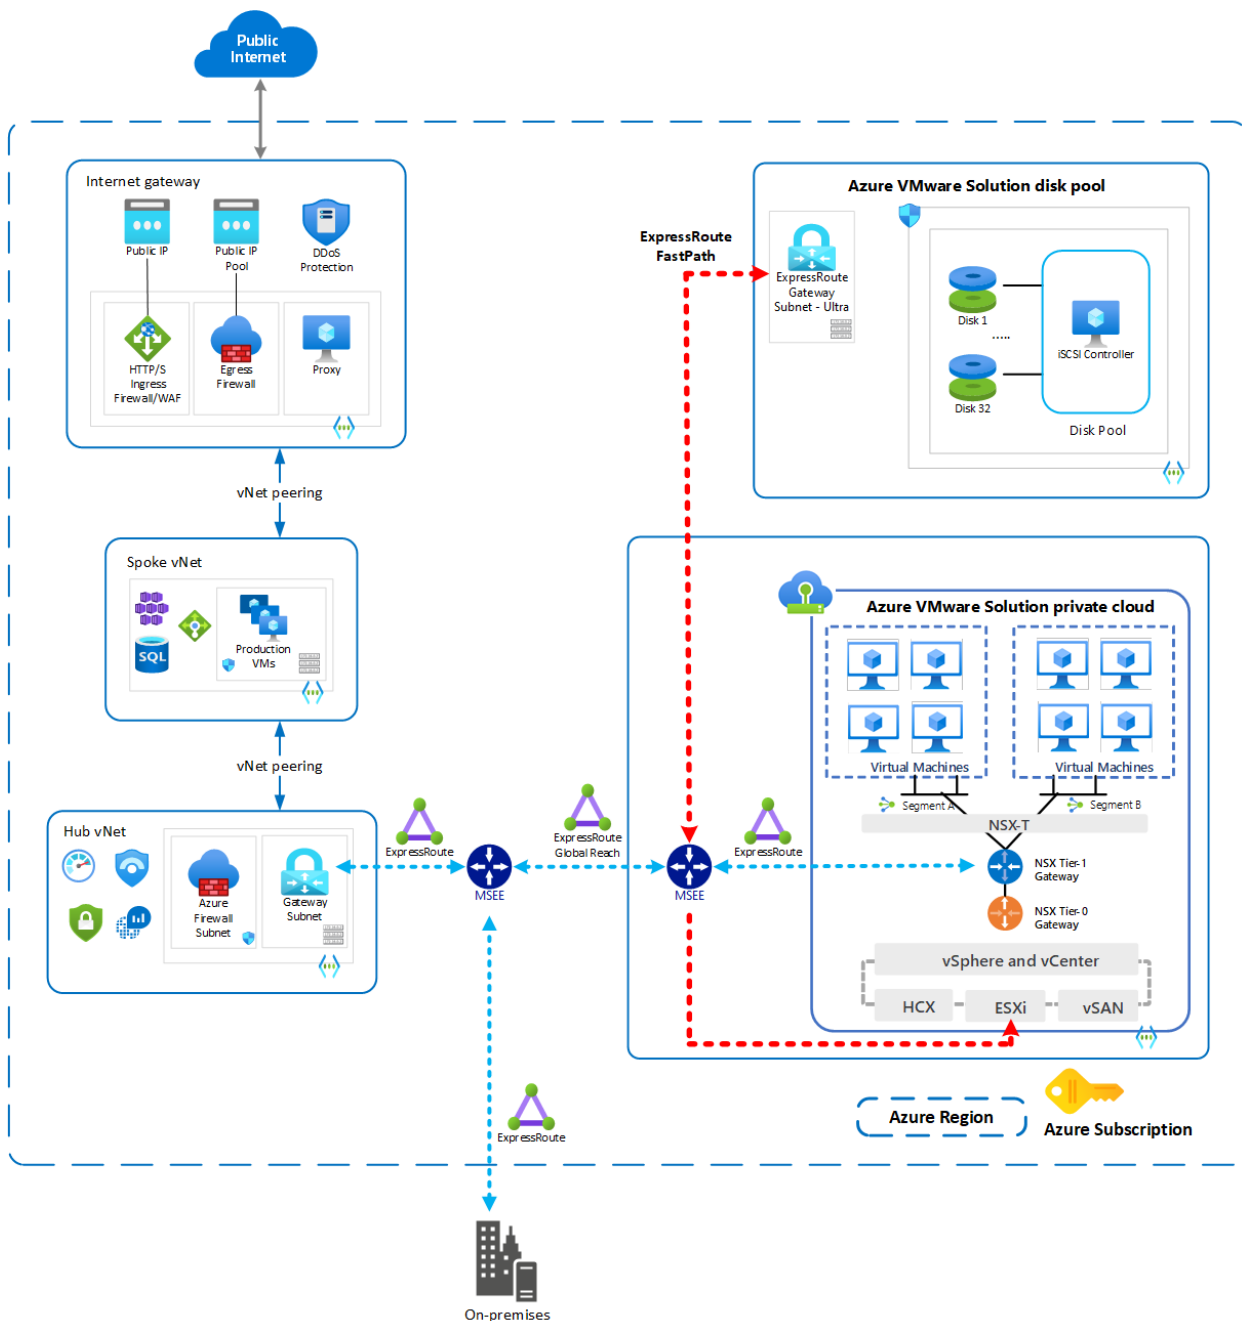 Public
Internet
Internet gateway
Public IP
Public IP
Pool
DDoS
Protection
HTTP/S
Ingress
Firewall/WAF
Egress
Firewall
Proxy
vNet peering
Spoke vNet
SQL
Production
VMs
vNet peering
Hub vNet
Azure
Firewall
Subnet
Gateway
Subnet
ExpressRoute
MSEE
ExpressRoute
Global Reach
MSEE
ExpressRoute
ExpressRoute
On-premises
ExpressRoute
FastPath
Azure VMware Solution disk pool
ExpressRoute
Gateway
Subnet - Ultra
Disk 1
.....
Disk 32
iSCSI Controller
Disk Pool
Azure VMware Solution private cloud
Virtual Machines
Virtual Machines
Segment A
Segment B
NSX-T
NSX Tier-1
Gateway
NSX Tier-0
Gateway
vSphere and vCenter
HCX
ESXi
vSAN
Azure Region
Azure Subscription